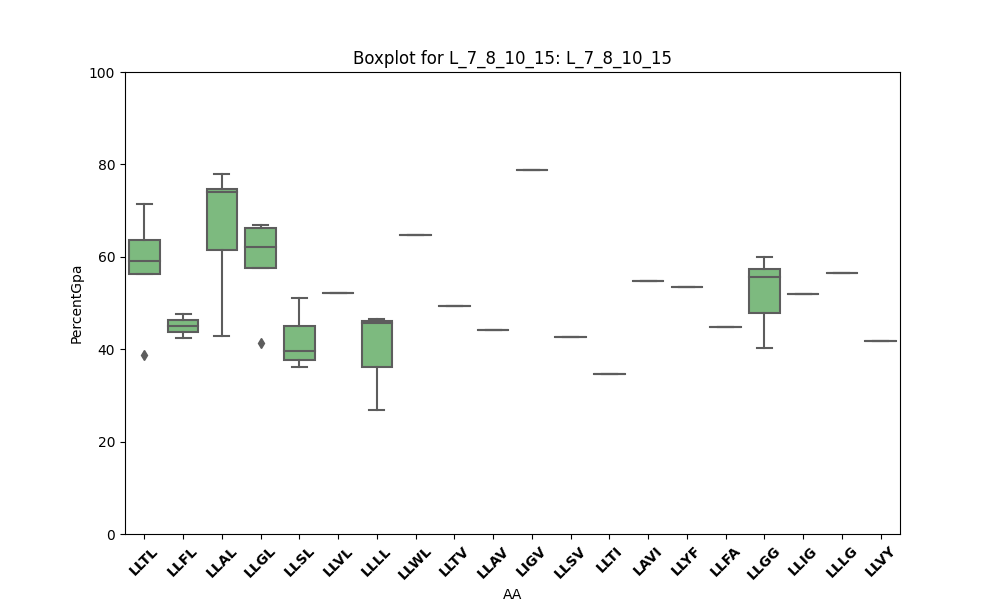 Boxplot for L_7_8_10_15: L_7_8_10_15
100
80
60
40
20
0
PercentGpa
LLTL LLFL LLAL LLGL LLSL LLVL LLLL LLWL LLTV LLAV LIGV LLSV LLTI LAVI LLYF LLFA LLGG LLIG LLLG LLVY
AA